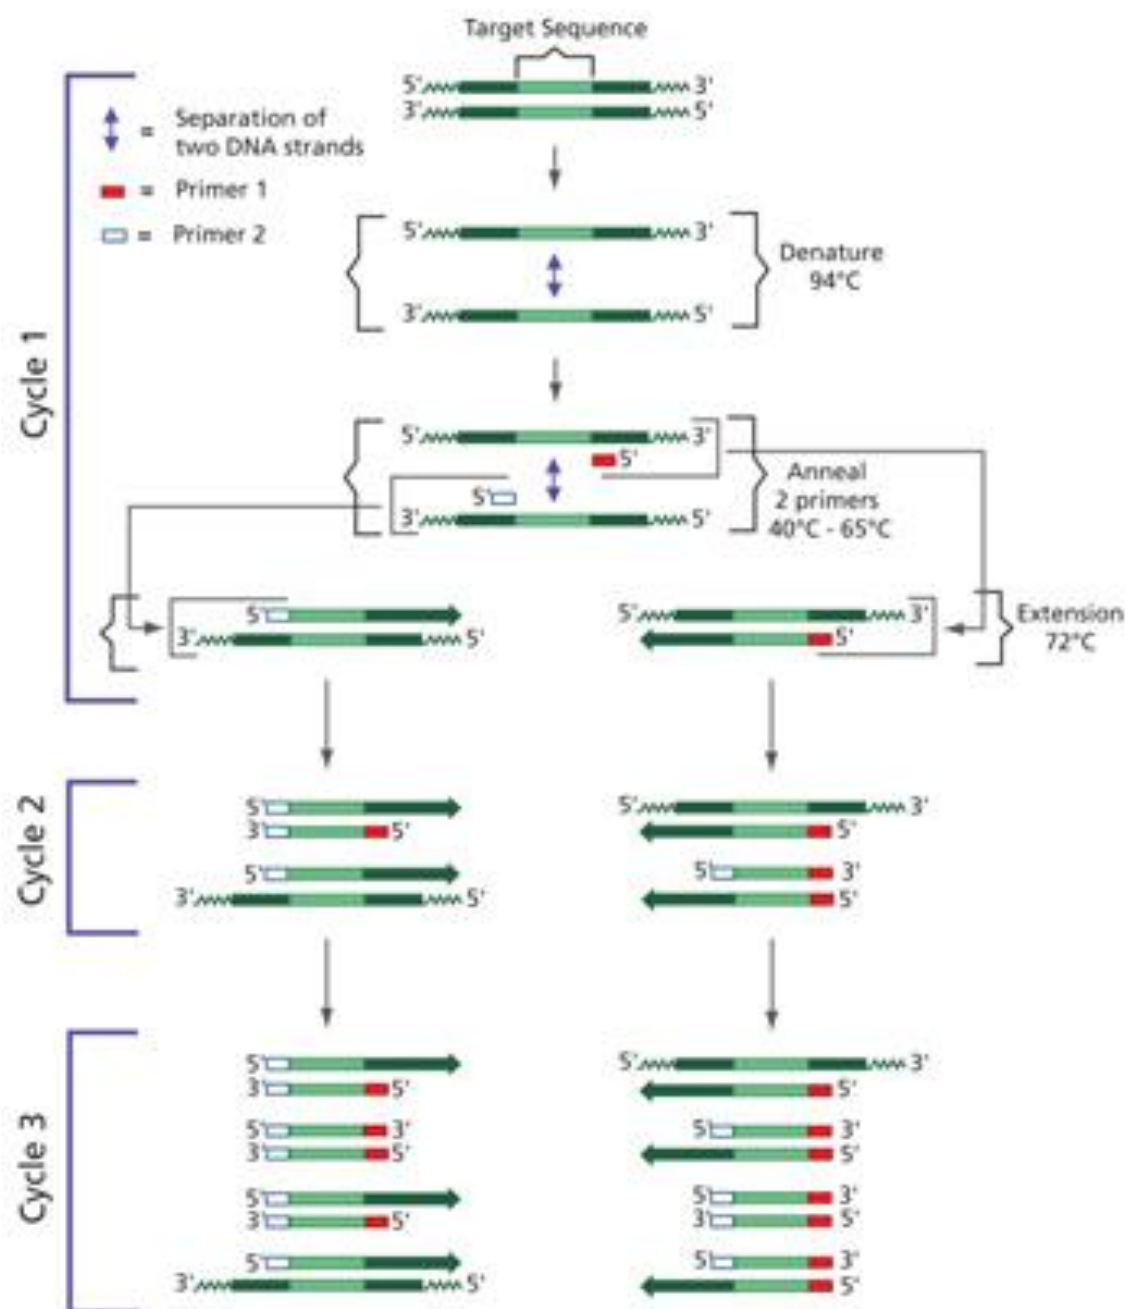 Target Sequence
5' 3'
3' 5'
= Separation of
two DNA strands
= Primer 1
= Primer 2
Cycle 1
5' 3'
3' 5'
Denature
94°C
5' 3'
5'
5'
3' 5'
Anneal
2 primers
40°C - 65°C
5'
3' 5'
5' 3'
5'
Extension
72°C
Cycle 2
5'
3' 5'
5'
3' 5'
5' 3'
5'
5' 3'
5'
Cycle 3
5'
3' 5'
5' 3'
3' 5'
5'
3' 5'
5'
3' 5'
5' 3'
5'
5' 3'
5'
5' 3'
3' 5'
5' 3'
5'